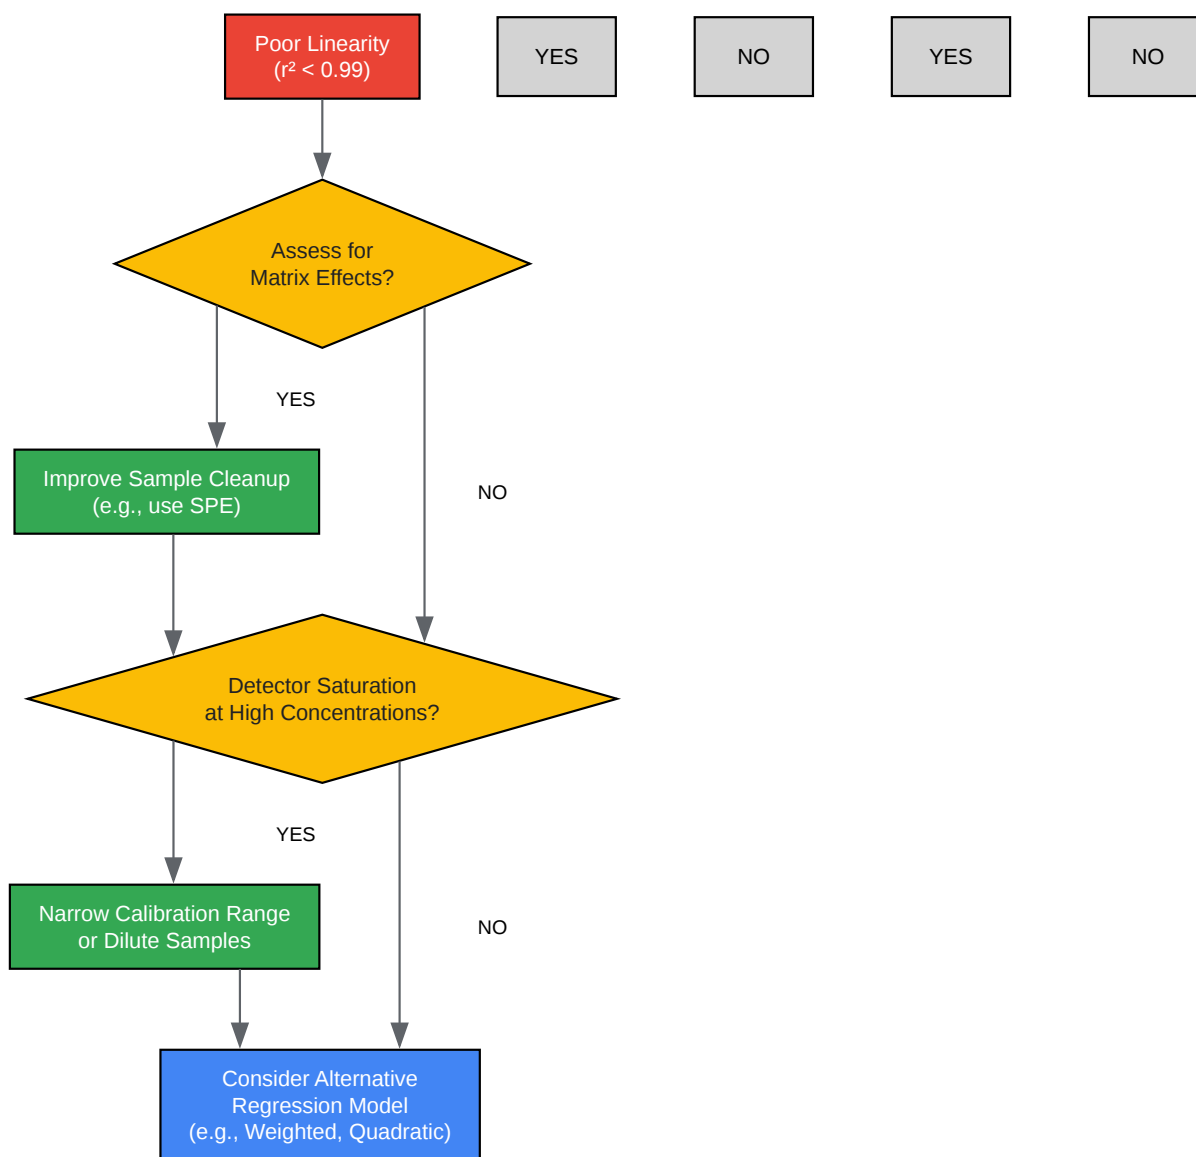 Poor Linearity
(r² < 0.99)
YES
NO
YES
NO
Assess for
Matrix Effects?
YES
Improve Sample Cleanup
(e.g., use SPE)
NO
Detector Saturation
at High Concentrations?
YES
Narrow Calibration Range
or Dilute Samples
NO
Consider Alternative
Regression Model
(e.g., Weighted, Quadratic)